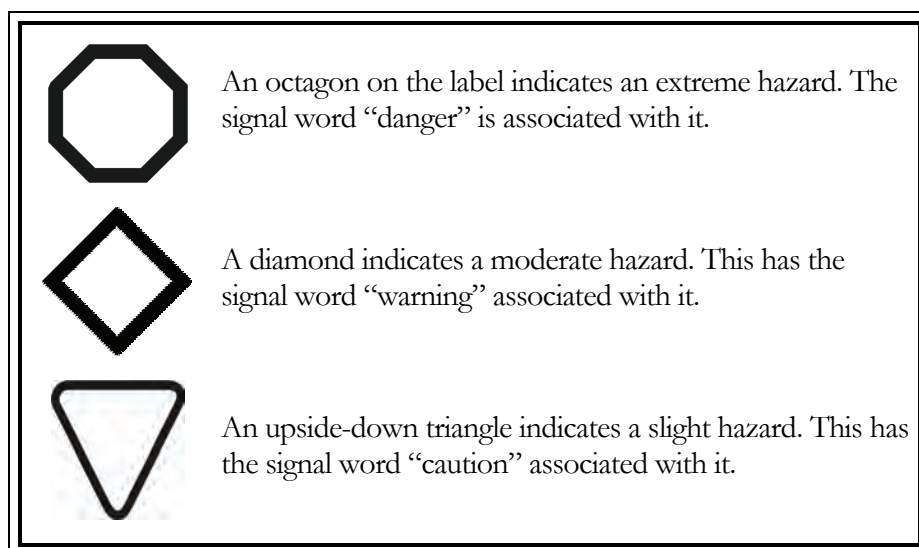 An octagon on the label indicates an extreme hazard. The
signal word “danger” is associated with it.
A diamond indicates a moderate hazard. This has the
signal word “warning” associated with it.
An upside-down triangle indicates a slight hazard. This has
the signal word “caution” associated with it.